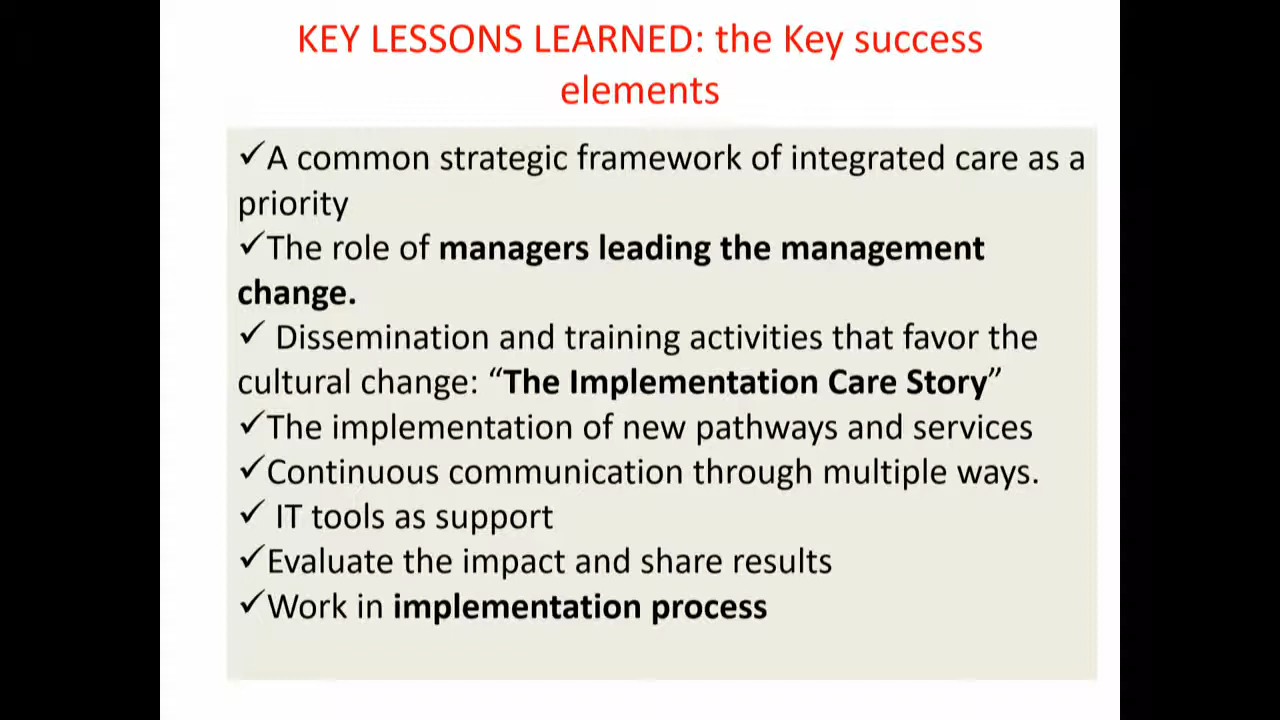 KEY LESSONS LEARNED: the Key success
elements
✓A common strategic framework of integrated care as a
priority
✓The role of managers leading the management
change.
✓ Dissemination and training activities that favor the
cultural change: “The Implementation Care Story”
✓The implementation of new pathways and services
✓Continuous communication through multiple ways.
✓ IT tools as support
✓Evaluate the impact and share results
✓Work in implementation process